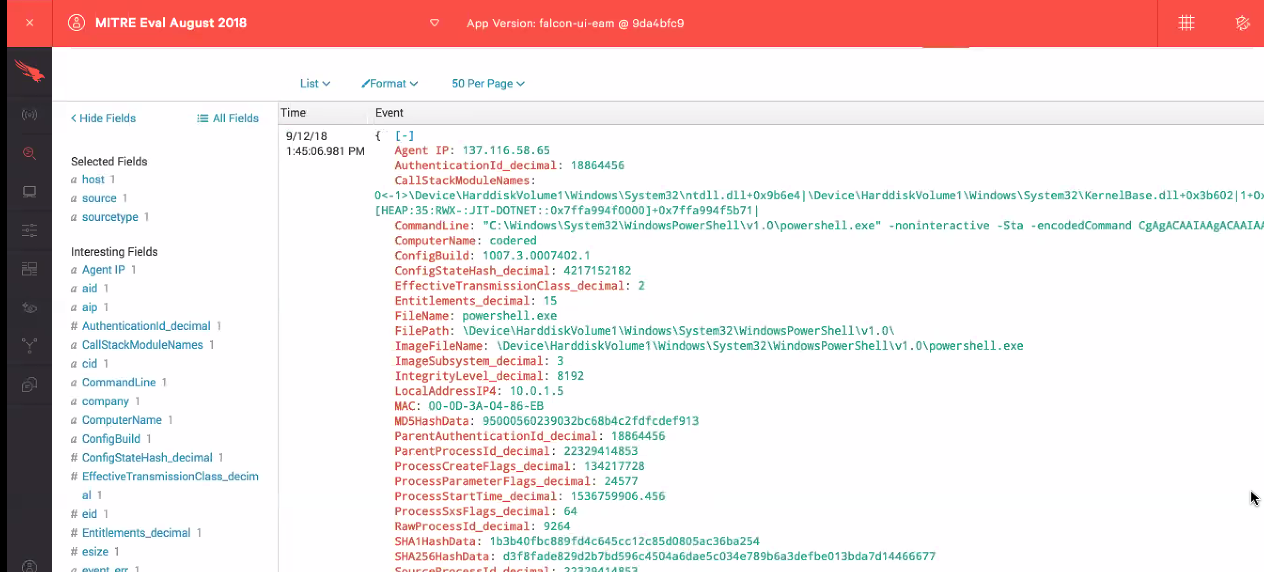 MITRE Eval August 2018
App Version: falcon-ui-eam @ 9da4bfc9
List
Format
50 Per Page
Hide Fields
All Fields
Selected Fields
a host 1
a source 1
a sourcetype 1
Interesting Fields
a Agent IP 1
a aid 1
a aip 1
# AuthenticationId_decimal 1
a CallStackModuleNames 1
a cid 1
a CommandLine 1
a company 1
a ComputerName 1
a ConfigBuild 1
# ConfigStateHash_decimal 1
# EffectiveTransmissionClass_decim
al 1
# eid 1
# Entitlements_decimal 1
# esize 1
a event_err 1
Time
Event
9/12/18
1:45:06.981 PM
{ [-]
Agent IP: 137.116.58.65
AuthenticationId_decimal: 18864456
CallStackModuleNames:
0<-1>\Device\HarddiskVolume1\Windows\System32\ntdll.dll+0x9b6e4|\Device\HarddiskVolume1\Windows\System32\KernelBase.dll+0x3b602|1+0x
[HEAP:35:RWX-:JIT-DOTNET::0x7ffa994f0000]+0x7ffa994f5b71|
CommandLine: "C:\Windows\System32\WindowsPowerShell\v1.0\powershell.exe" -noninteractive -Sta -encodedCommand CgAgACAAIAAgACAAIAA
ComputerName: codered
ConfigBuild: 1007.3.0007402.1
ConfigStateHash_decimal: 4217152182
EffectiveTransmissionClass_decimal: 2
Entitlements_decimal: 15
FileName: powershell.exe
FilePath: \Device\HarddiskVolume1\Windows\System32\WindowsPowerShell\v1.0\
ImageFileName: \Device\HarddiskVolume1\Windows\System32\WindowsPowerShell\v1.0\powershell.exe
ImageSubsystem_decimal: 3
IntegrityLevel_decimal: 8192
LocalAddressIP4: 10.0.1.5
MAC: 00-0D-3A-04-86-EB
MD5HashData: 95000560239032bc68b4c2fdfcdef913
ParentAuthenticationId_decimal: 18864456
ParentProcessId_decimal: 22329414853
ProcessCreateFlags_decimal: 134217728
ProcessParameterFlags_decimal: 24577
ProcessStartTime_decimal: 1536759906.456
ProcessSxsFlags_decimal: 64
RawProcessId_decimal: 9264
SHA1HashData: 1b3b40fbc889fd4c645cc12c85d0805ac36ba254
SHA256HashData: d3f8fade829d2b7bd596c4504a6dae5c034e789b6a3defbe013bda7d14466677
SourceProcessId_decimal: 22329414853